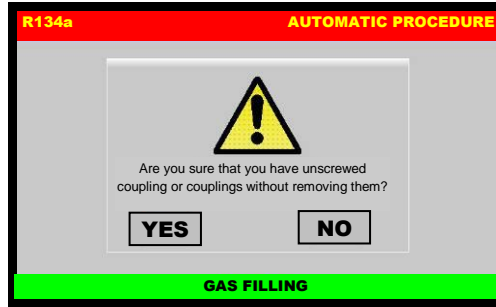 R134a AUTOMATIC PROCEDURE
Are you sure that you have unscrewed
coupling or couplings without removing them?
YES NO
GAS FILLING